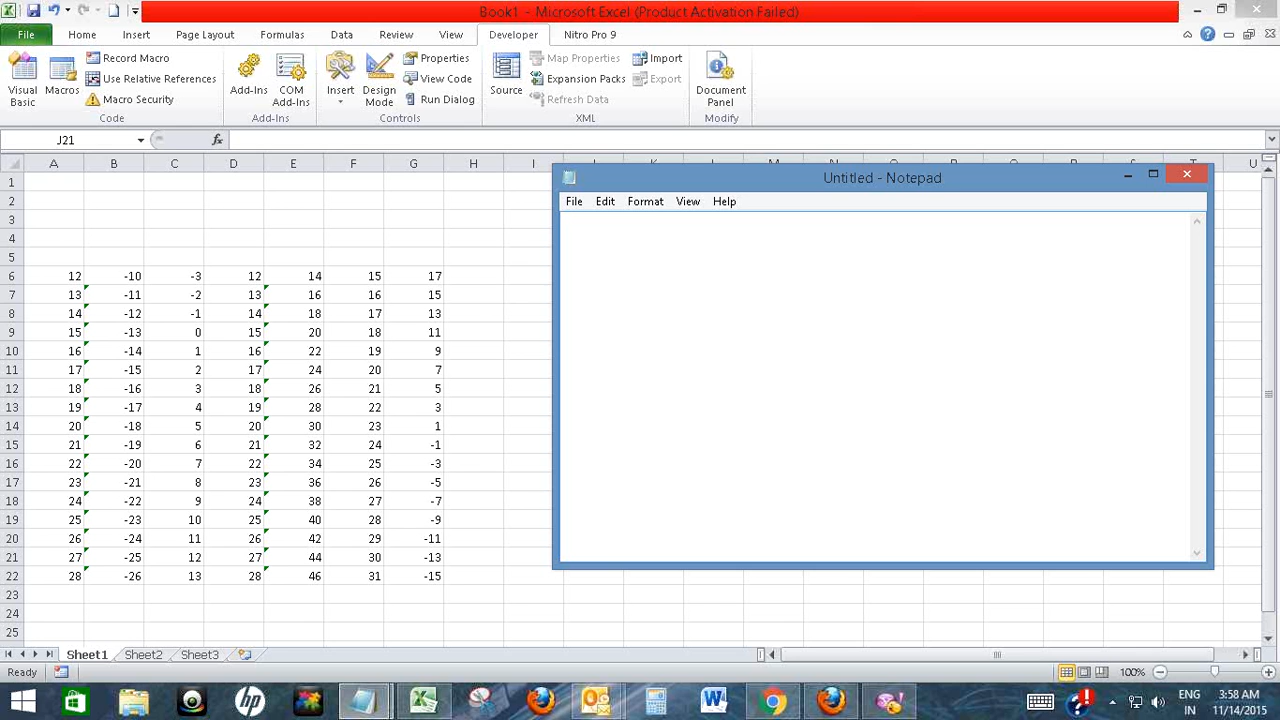 Book1 - Microsoft Excel (Product Activation Failed)
File Home Insert Page Layout Formulas Data Review View Developer Nitro Pro 9
Visual Basic
Macros
Record Macro
Use Relative References
Macro Security
Code
Add-Ins
COM Add-Ins
Add-Ins
Insert
Design Mode
Properties
View Code
Run Dialog
Controls
Source
Map Properties
Expansion Packs
Refresh Data
Import
Export
XML
Document Panel
Modify
J21 fx
A B C D E F G H I
Untitled - Notepad
File Edit Format View Help
1
2
3
4
5
6 12 -10 -3 12 14 15 17
7 13 -11 -2 13 16 16 15
8 14 -12 -1 14 18 17 13
9 15 -13 0 15 20 18 11
10 16 -14 1 16 22 19 9
11 17 -15 2 17 24 20 7
12 18 -16 3 18 26 21 5
13 19 -17 4 19 28 22 3
14 20 -18 5 20 30 23 1
15 21 -19 6 21 32 24 -1
16 22 -20 7 22 34 25 -3
17 23 -21 8 23 36 26 -5
18 24 -22 9 24 38 27 -7
19 25 -23 10 25 40 28 -9
20 26 -24 11 26 42 29 -11
21 27 -25 12 27 44 30 -13
22 28 -26 13 28 46 31 -15
23
24
25
Sheet1 Sheet2 Sheet3
Ready 100%
ENG 3:58 AM
IN 11/14/2015